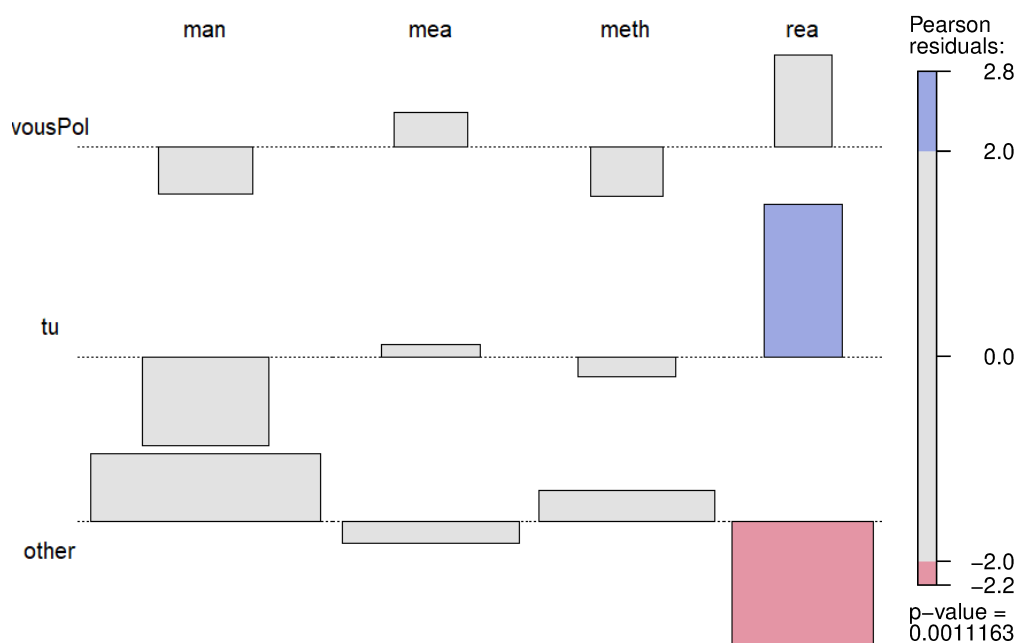 man mea meth rea
Pearson
residuals:
2.8
vousPol
2.0
tu
0.0
other
−2.0
−2.2
p−value =
0.0011163